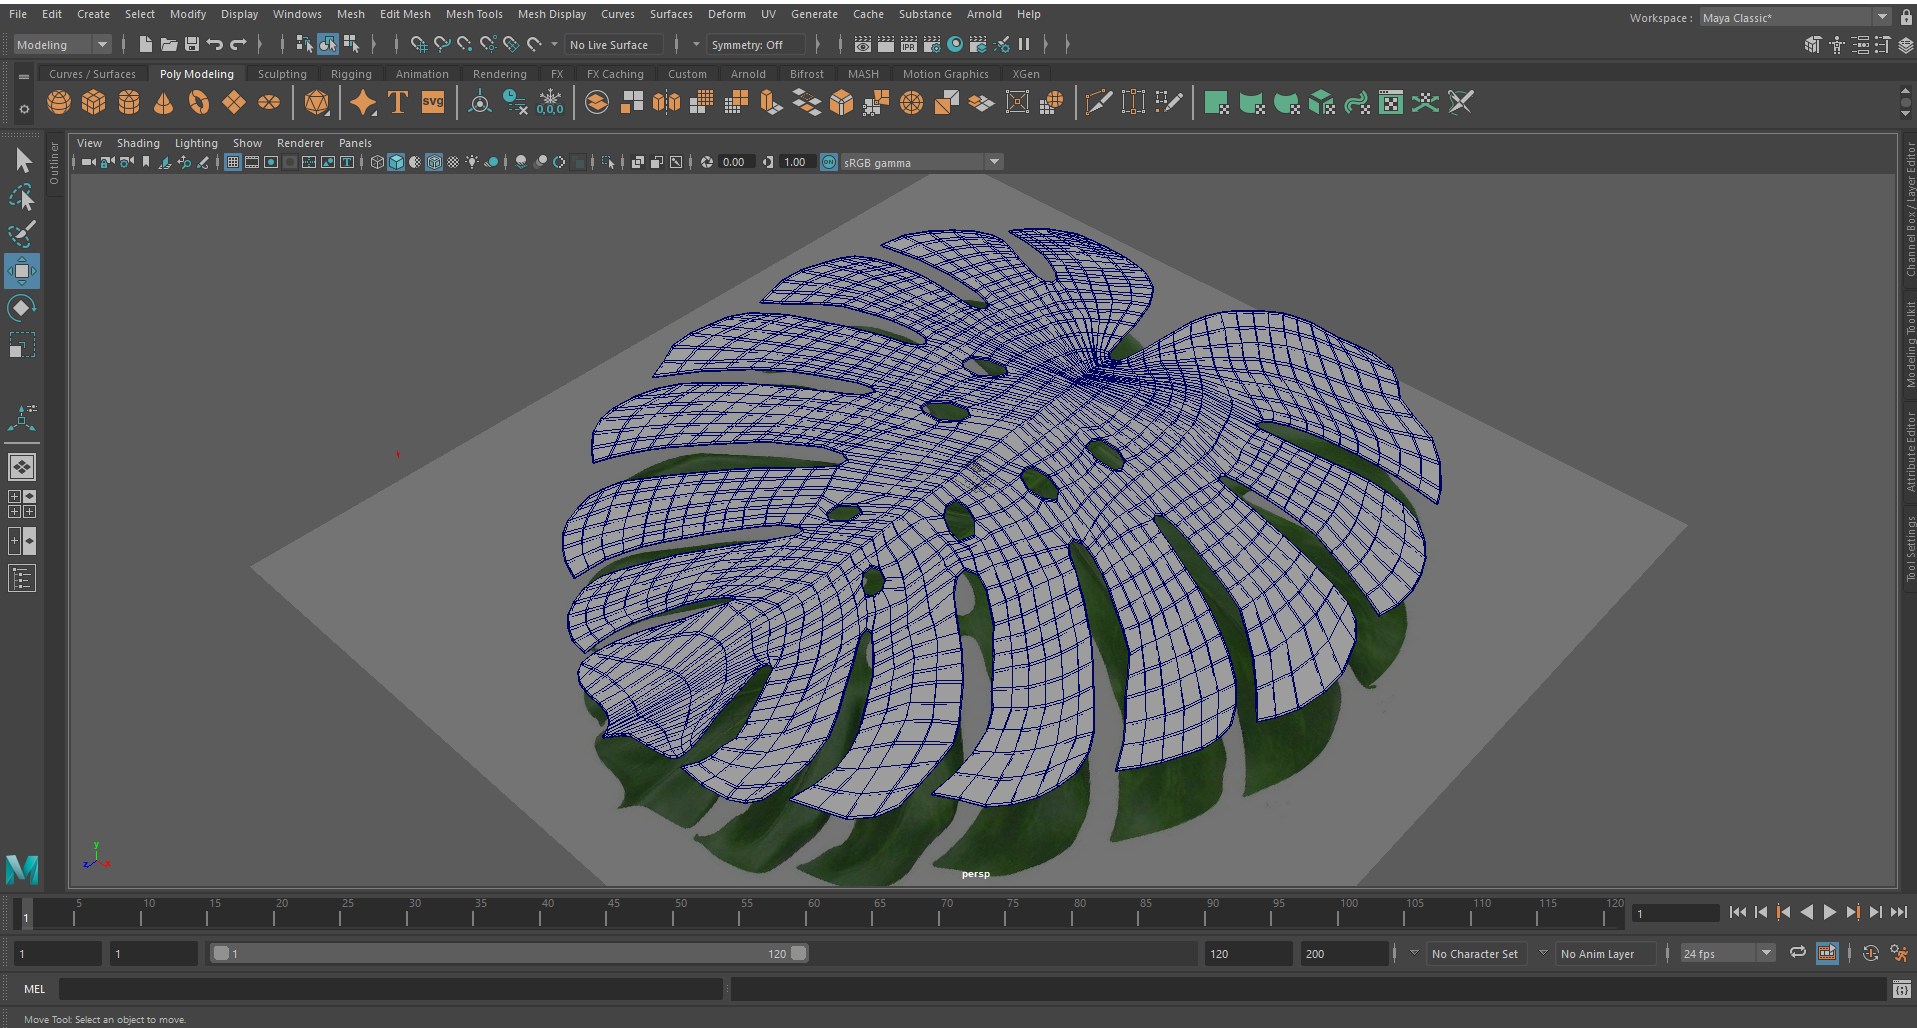 File Edit Create Select Modify Display Windows Mesh Edit Mesh Mesh Tools Mesh Display Curves Surfaces Deform UV Generate Cache Substance Arnold Help
Workspace : Maya Classic*
Modeling No Live Surface Symmetry: Off IPR
Curves / Surfaces Poly Modeling Sculpting Rigging Animation Rendering FX FX Caching Custom Arnold Bifrost MASH Motion Graphics XGen
T svg 0,0,0
View Shading Lighting Show Renderer Panels
0.00 1.00 ON sRGB gamma
Outliner
Channel Box / Layer Editor
Modeling Toolkit
Attribute Editor
Tool Settings
y
z x
persp
M
5 10 15 20 25 30 35 40 45 50 55 60 65 70 75 80 85 90 95 100 105 110 115 120
1 1
1 1 1 120 120 200 No Character Set No Anim Layer 24 fps
MEL
Move Tool: Select an object to move.